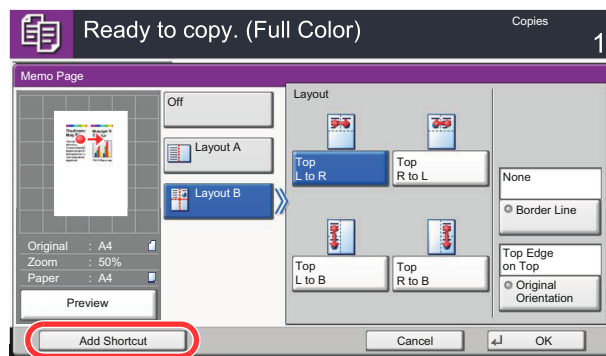 Ready to copy. (Full Color)
Copies
1
Memo Page
Off
Layout A
Layout B
Layout
Top
L to R
Top
R to L
Top
L to B
Top
R to B
None
Border Line
Top Edge
on Top
Original
Orientation
Original : A4
Zoom : 50%
Paper : A4
Preview
Add Shortcut
Cancel
OK